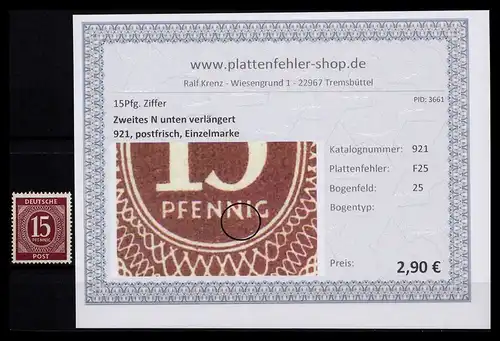 www.plattenfehler-shop.de
Ralf Krenz - Wiesengrund 1 - 22967 Tremsbüttel
15Pfg. Ziffer
PID: 3661
Zweites N unten verlängert
921, postfrisch, Einzelmarke
15
PFENNIG
Katalognummer: 921
Plattenfehler: F25
Bogenfeld: 25
Bogentyp:
Preis: 2,90 €
DEUTSCHE
15
PFENNIG
POST